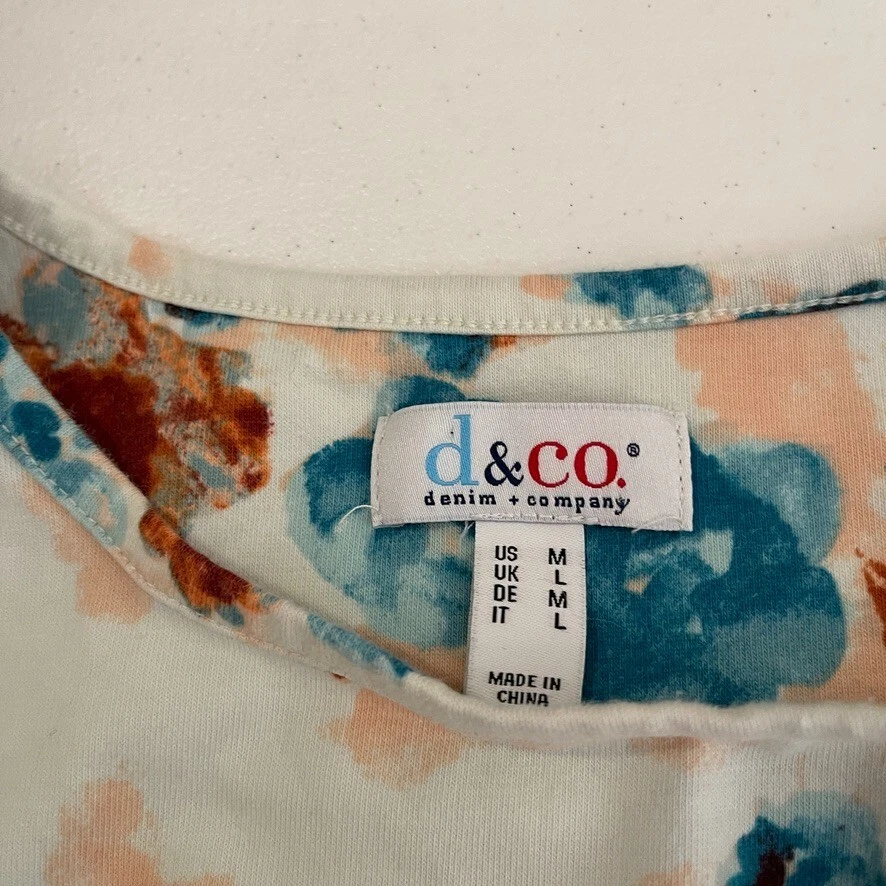 d&co.®
denim + company
US M
UK L
DE M
IT L
MADE IN
CHINA